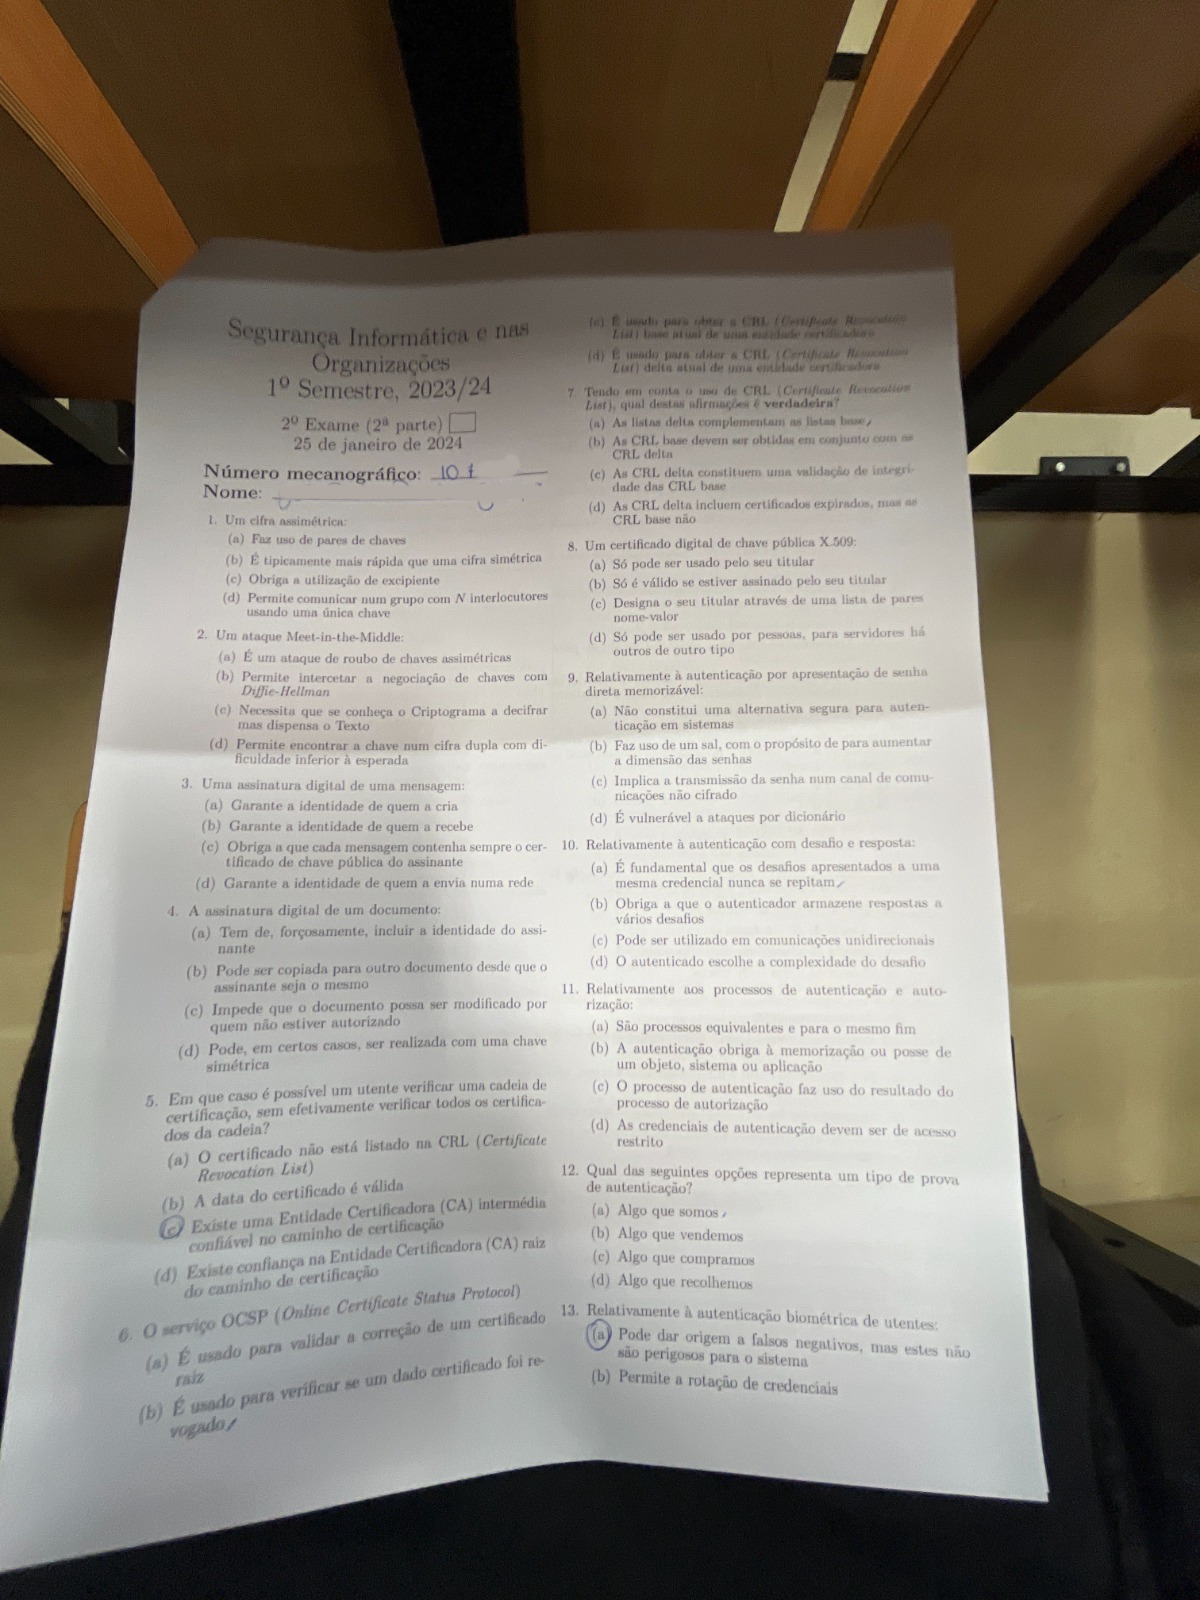 Segurança Informática e nas
Organizações
1º Semestre, 2023/24
2º Exame (2ª parte)
25 de janeiro de 2024
Número mecanográfico: 10
Nome:
1. Um cifra assimétrica:
(a) Faz uso de pares de chaves
(b) É tipicamente mais rápida que uma cifra simétrica
(c) Obriga a utilização de excipiente
(d) Permite comunicar num grupo com N interlocutores
usando uma única chave
2. Um ataque Meet-in-the-Middle:
(a) É um ataque de roubo de chaves assimétricas
(b) Permite intercetar a negociação de chaves com
Diffie-Hellman
(c) Necessita que se conheça o Criptograma a decifrar
mas dispensa o Texto
(d) Permite encontrar a chave num cifra dupla com di-
ficuldade inferior à esperada
3. Uma assinatura digital de uma mensagem:
(a) Garante a identidade de quem a cria
(b) Garante a identidade de quem a recebe
(c) Obriga a que cada mensagem contenha sempre o cer-
tificado de chave pública do assinante
(d) Garante a identidade de quem a envia numa rede
4. A assinatura digital de um documento:
(a) Tem de, forçosamente, incluir a identidade do assi-
nante
(b) Pode ser copiada para outro documento desde que o
assinante seja o mesmo
(c) Impede que o documento possa ser modificado por
quem não estiver autorizado
(d) Pode, em certos casos, ser realizada com uma chave
simétrica
5. Em que caso é possível um utente verificar uma cadeia de
certificação, sem efetivamente verificar todos os certifica-
dos da cadeia?
(a) O certificado não está listado na CRL (Certificate
Revocation List)
(b) A data do certificado é válida
(c) Existe uma Entidade Certificadora (CA) intermédia
confiável no caminho de certificação
(d) Existe confiança na Entidade Certificadora (CA) raiz
do caminho de certificação
6. O serviço OCSP (Online Certificate Status Protocol)
(a) É usado para validar a correção de um certificado
raiz
(b) É usado para verificar se um dado certificado foi re-
vogado
(c) É usado para obter a CRL (Certificate Revocation
List) base atual de uma entidade certificadora
(d) É usado para obter a CRL (Certificate Revocation
List) delta atual de uma entidade certificadora
7. Tendo em conta o uso de CRL (Certificate Revocation
List), qual destas afirmações é verdadeira?
(a) As listas delta complementam as listas base
(b) As CRL base devem ser obtidas em conjunto com as
CRL delta
(c) As CRL delta constituem uma validação de integri-
dade das CRL base
(d) As CRL delta incluem certificados expirados, mas as
CRL base não
8. Um certificado digital de chave pública X.509:
(a) Só pode ser usado pelo seu titular
(b) Só é válido se estiver assinado pelo seu titular
(c) Designa o seu titular através de uma lista de pares
nome-valor
(d) Só pode ser usado por pessoas, para servidores há
outros de outro tipo
9. Relativamente à autenticação por apresentação de senha
direta memorizável:
(a) Não constitui uma alternativa segura para auten-
ticação em sistemas
(b) Faz uso de um sal, com o propósito de para aumentar
a dimensão das senhas
(c) Implica a transmissão da senha num canal de comu-
nicações não cifrado
(d) É vulnerável a ataques por dicionário
10. Relativamente à autenticação com desafio e resposta:
(a) É fundamental que os desafios apresentados a uma
mesma credencial nunca se repitam
(b) Obriga a que o autenticador armazene respostas a
vários desafios
(c) Pode ser utilizado em comunicações unidirecionais
(d) O autenticado escolhe a complexidade do desafio
11. Relativamente aos processos de autenticação e auto-
rização:
(a) São processos equivalentes e para o mesmo fim
(b) A autenticação obriga à memorização ou posse de
um objeto, sistema ou aplicação
(c) O processo de autenticação faz uso do resultado do
processo de autorização
(d) As credenciais de autenticação devem ser de acesso
restrito
12. Qual das seguintes opções representa um tipo de prova
de autenticação?
(a) Algo que somos
(b) Algo que vendemos
(c) Algo que compramos
(d) Algo que recolhemos
13. Relativamente à autenticação biométrica de utentes:
(a) Pode dar origem a falsos negativos, mas estes não
são perigosos para o sistema
(b) Permite a rotação de credenciais